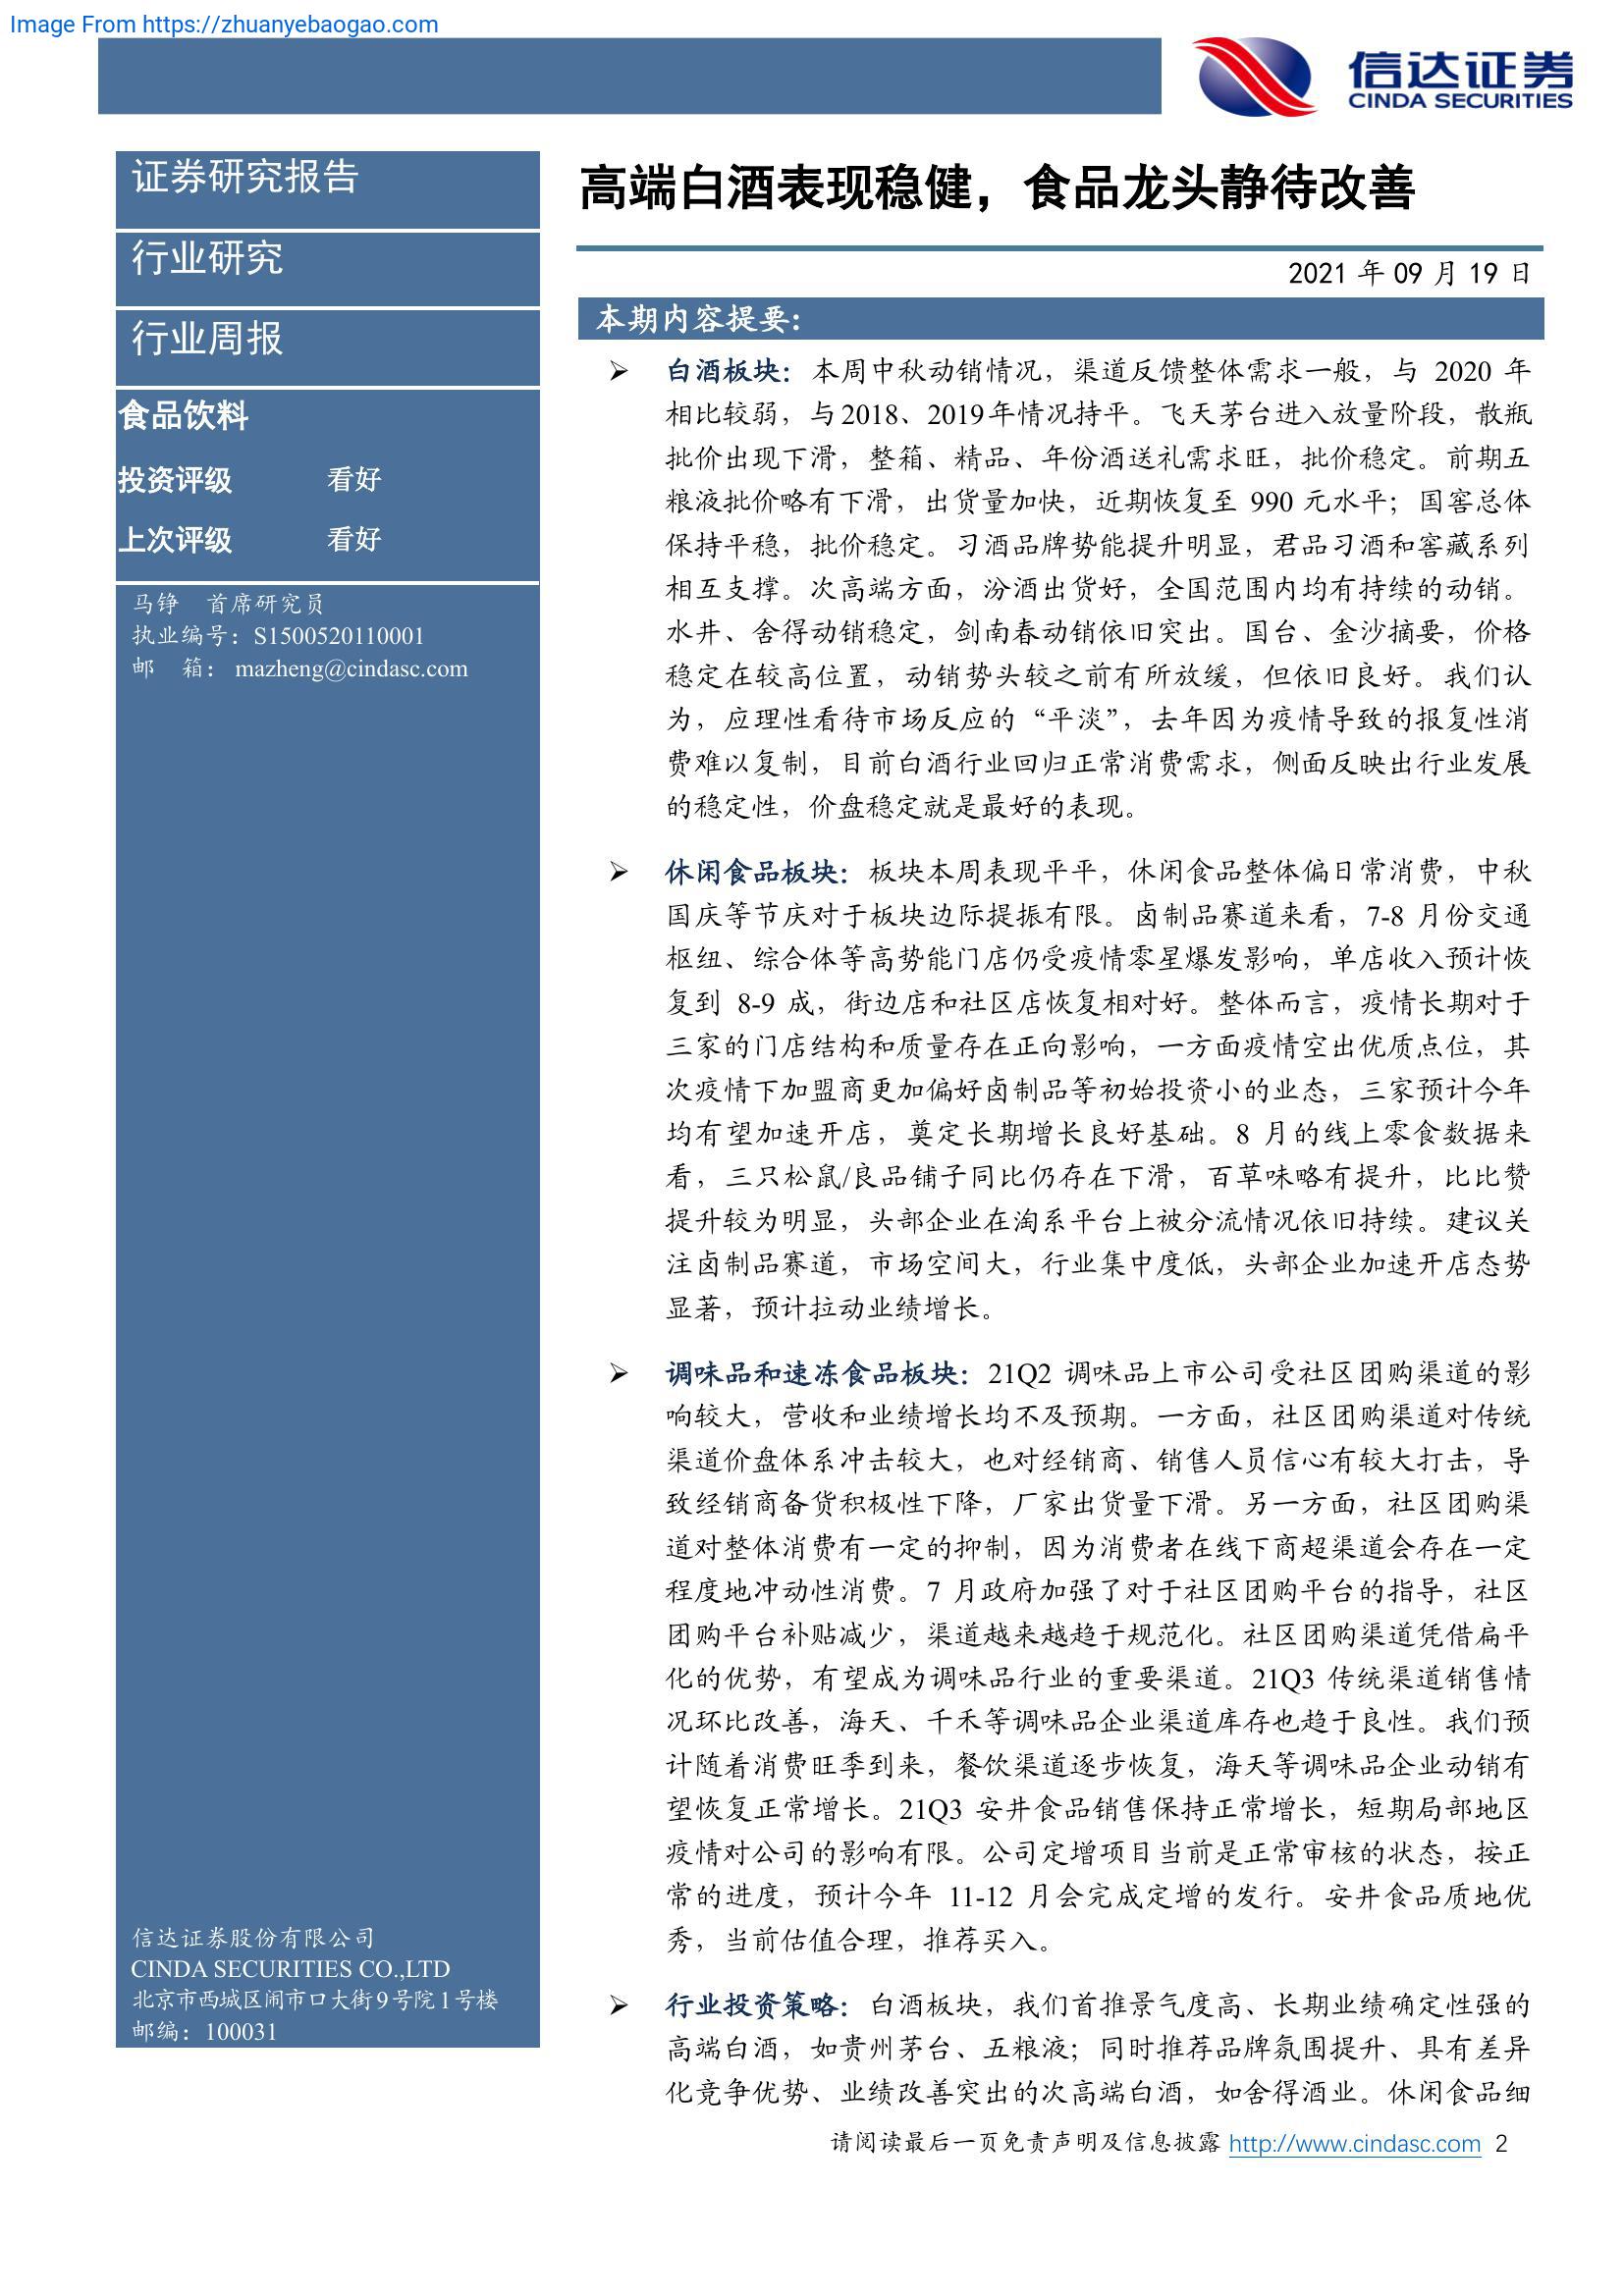 Image From https://zhuanyebaogao.com
信达证券
CINDA SECURITIES
证券研究报告
行业研究
行业周报
食品饮料
投资评级 看好
上次评级 看好
马铮 首席研究员
执业编号：S1500520110001
邮 箱： mazheng@cindasc.com
信达证券股份有限公司
CINDA SECURITIES CO.,LTD
北京市西城区闹市口大街9号院1号楼
邮编：100031
高端白酒表现稳健，食品龙头静待改善
2021 年 09 月 19 日
本期内容提要:
➢ 白酒板块：本周中秋动销情况，渠道反馈整体需求一般，与 2020 年
相比较弱，与2018、2019年情况持平。飞天茅台进入放量阶段，散瓶
批价出现下滑，整箱、精品、年份酒送礼需求旺，批价稳定。前期五
粮液批价略有下滑，出货量加快，近期恢复至 990 元水平；国窖总体
保持平稳，批价稳定。习酒品牌势能提升明显，君品习酒和窖藏系列
相互支撑。次高端方面，汾酒出货好，全国范围内均有持续的动销。
水井、舍得动销稳定，剑南春动销依旧突出。国台、金沙摘要，价格
稳定在较高位置，动销势头较之前有所放缓，但依旧良好。我们认
为，应理性看待市场反应的“平淡”，去年因为疫情导致的报复性消
费难以复制，目前白酒行业回归正常消费需求，侧面反映出行业发展
的稳定性，价盘稳定就是最好的表现。
➢ 休闲食品板块：板块本周表现平平，休闲食品整体偏日常消费，中秋
国庆等节庆对于板块边际提振有限。卤制品赛道来看，7-8 月份交通
枢纽、综合体等高势能门店仍受疫情零星爆发影响，单店收入预计恢
复到 8-9 成，街边店和社区店恢复相对好。整体而言，疫情长期对于
三家的门店结构和质量存在正向影响，一方面疫情空出优质点位，其
次疫情下加盟商更加偏好卤制品等初始投资小的业态，三家预计今年
均有望加速开店，奠定长期增长良好基础。8 月的线上零食数据来
看，三只松鼠/良品铺子同比仍存在下滑，百草味略有提升，比比赞
提升较为明显，头部企业在淘系平台上被分流情况依旧持续。建议关
注卤制品赛道，市场空间大，行业集中度低，头部企业加速开店态势
显著，预计拉动业绩增长。
➢ 调味品和速冻食品板块：21Q2 调味品上市公司受社区团购渠道的影
响较大，营收和业绩增长均不及预期。一方面，社区团购渠道对传统
渠道价盘体系冲击较大，也对经销商、销售人员信心有较大打击，导
致经销商备货积极性下降，厂家出货量下滑。另一方面，社区团购渠
道对整体消费有一定的抑制，因为消费者在线下商超渠道会存在一定
程度地冲动性消费。7 月政府加强了对于社区团购平台的指导，社区
团购平台补贴减少，渠道越来越趋于规范化。社区团购渠道凭借扁平
化的优势，有望成为调味品行业的重要渠道。21Q3 传统渠道销售情
况环比改善，海天、千禾等调味品企业渠道库存也趋于良性。我们预
计随着消费旺季到来，餐饮渠道逐步恢复，海天等调味品企业动销有
望恢复正常增长。21Q3 安井食品销售保持正常增长，短期局部地区
疫情对公司的影响有限。公司定增项目当前是正常审核的状态，按正
常的进度，预计今年 11-12 月会完成定增的发行。安井食品质地优
秀，当前估值合理，推荐买入。
➢ 行业投资策略：白酒板块，我们首推景气度高、长期业绩确定性强的
高端白酒，如贵州茅台、五粮液；同时推荐品牌氛围提升、具有差异
化竞争优势、业绩改善突出的次高端白酒，如舍得酒业。休闲食品细
请阅读最后一页免责声明及信息披露 http://www.cindasc.com 2